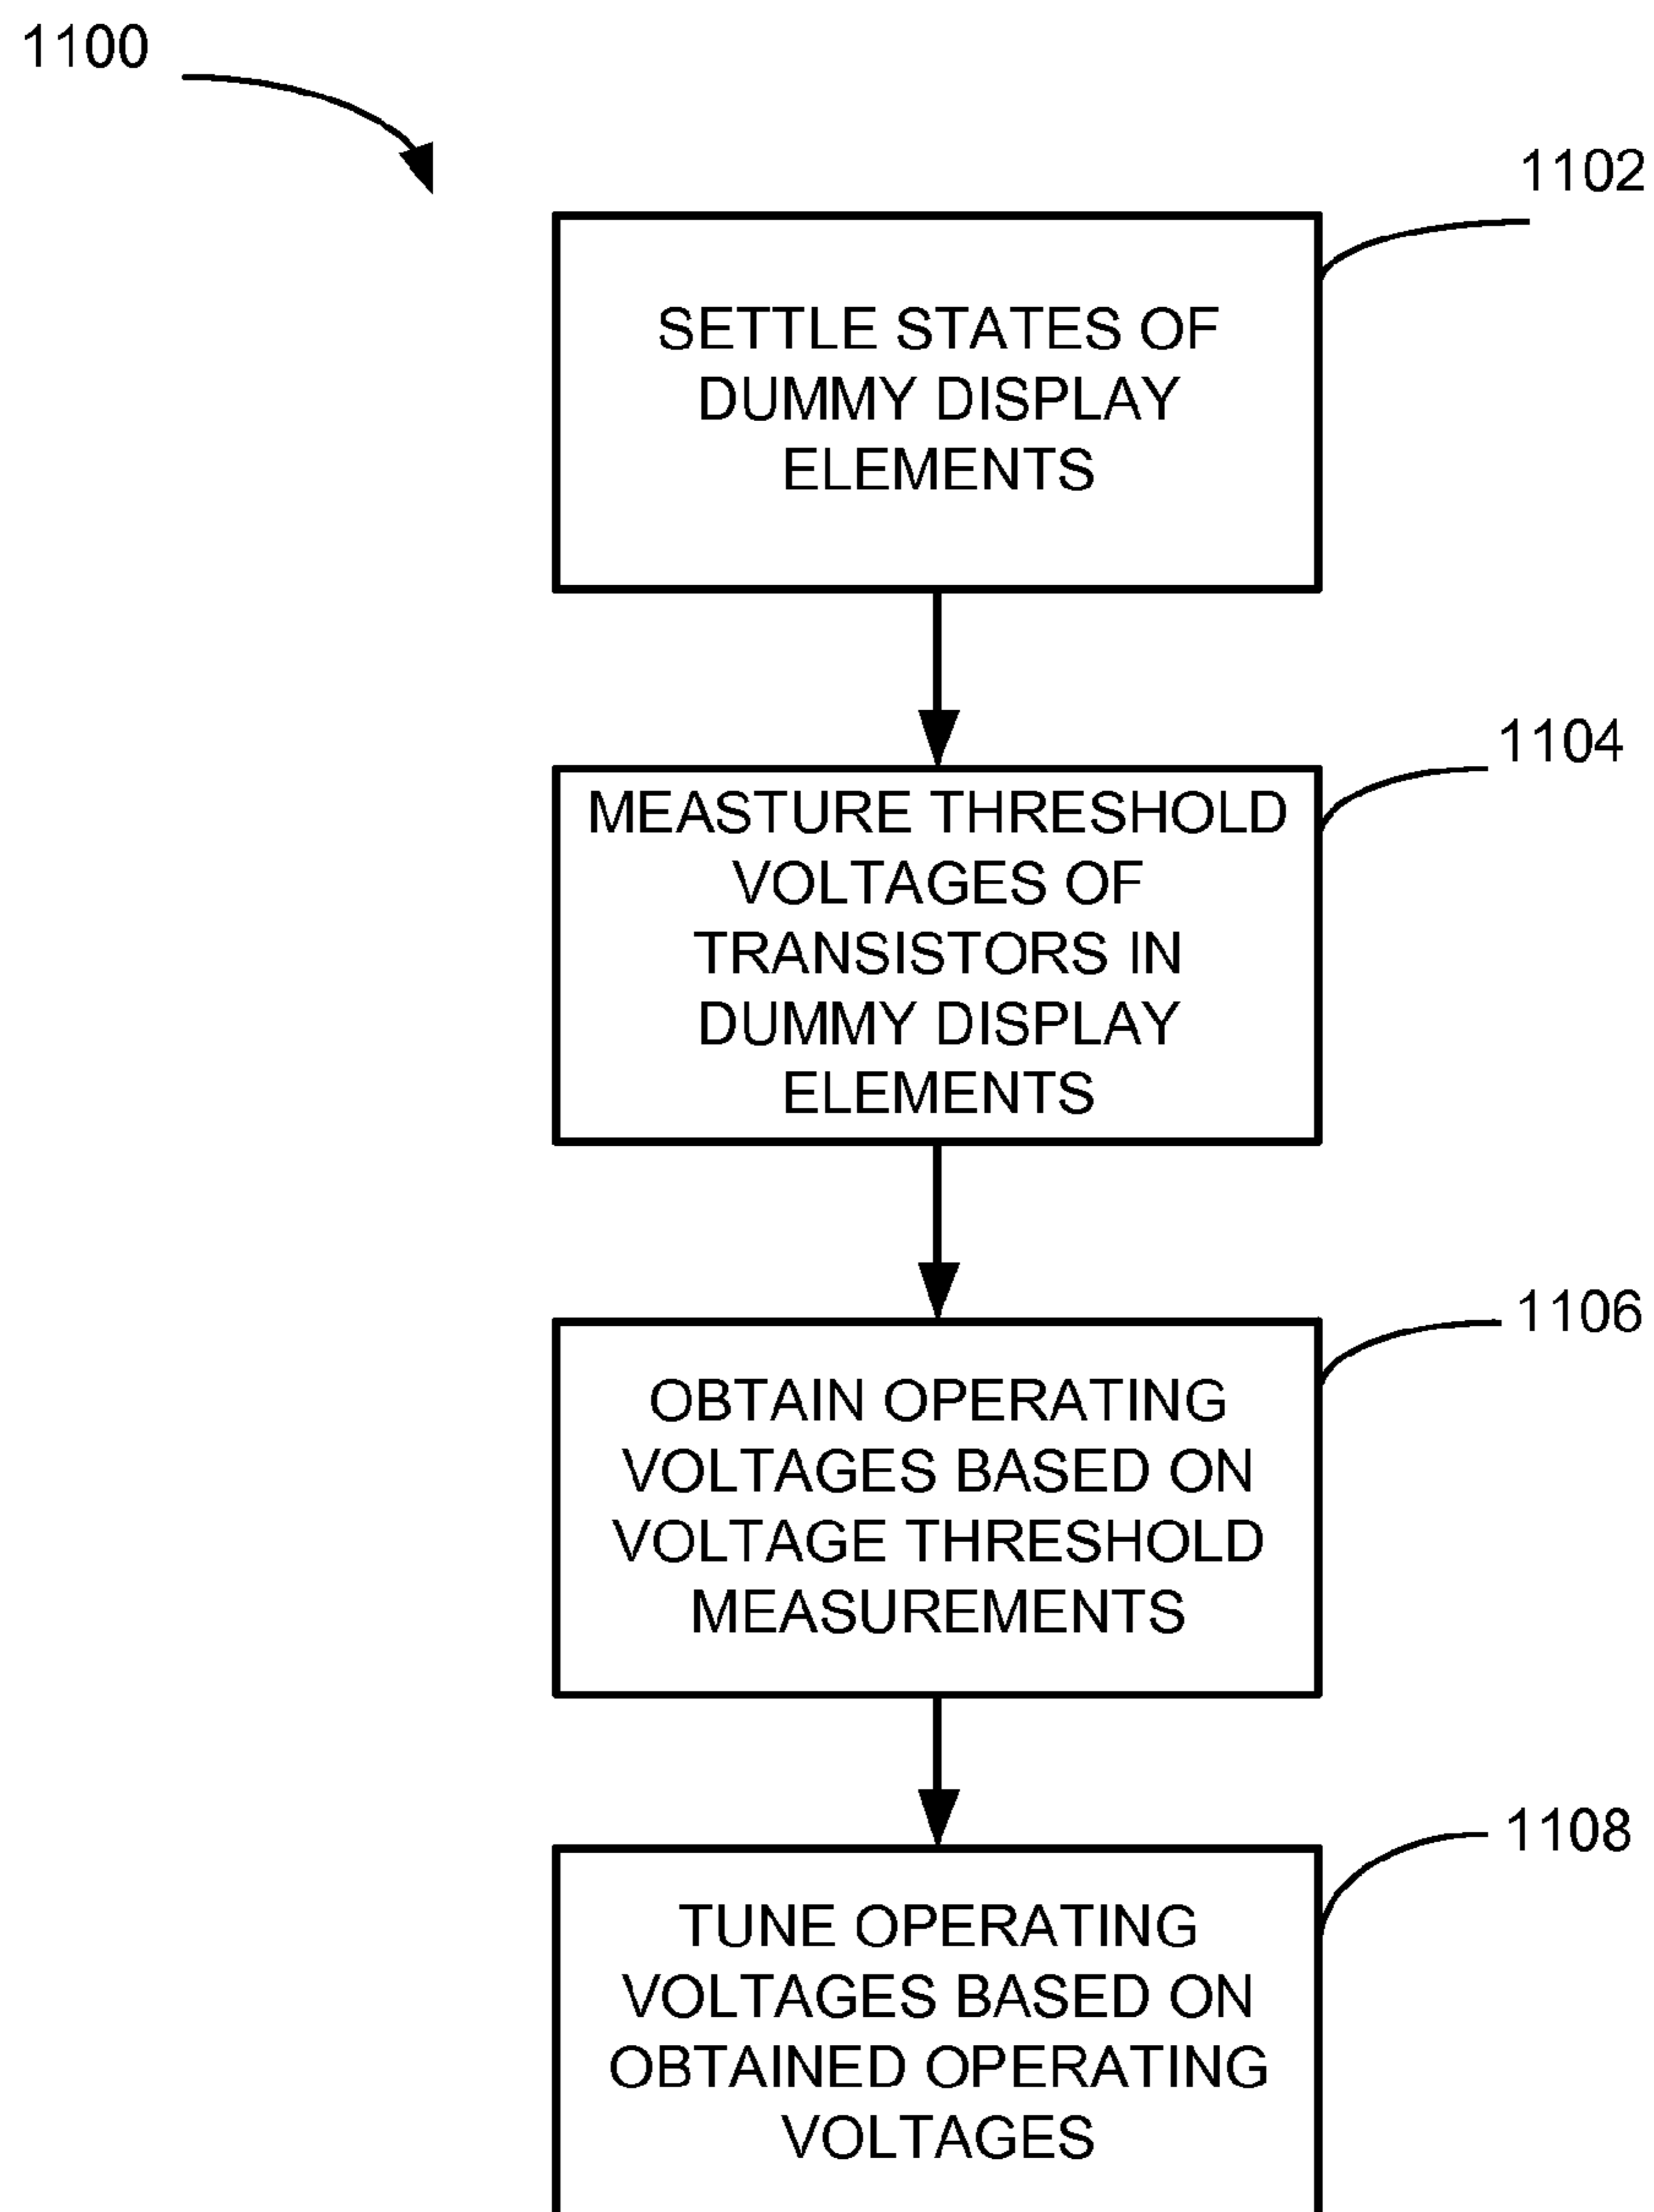 1100
1102
SETTLE STATES OF
DUMMY DISPLAY
ELEMENTS
1104
MEASTURE THRESHOLD
VOLTAGES OF
TRANSISTORS IN
DUMMY DISPLAY
ELEMENTS
1106
OBTAIN OPERATING
VOLTAGES BASED ON
VOLTAGE THRESHOLD
MEASUREMENTS
1108
TUNE OPERATING
VOLTAGES BASED ON
OBTAINED OPERATING
VOLTAGES